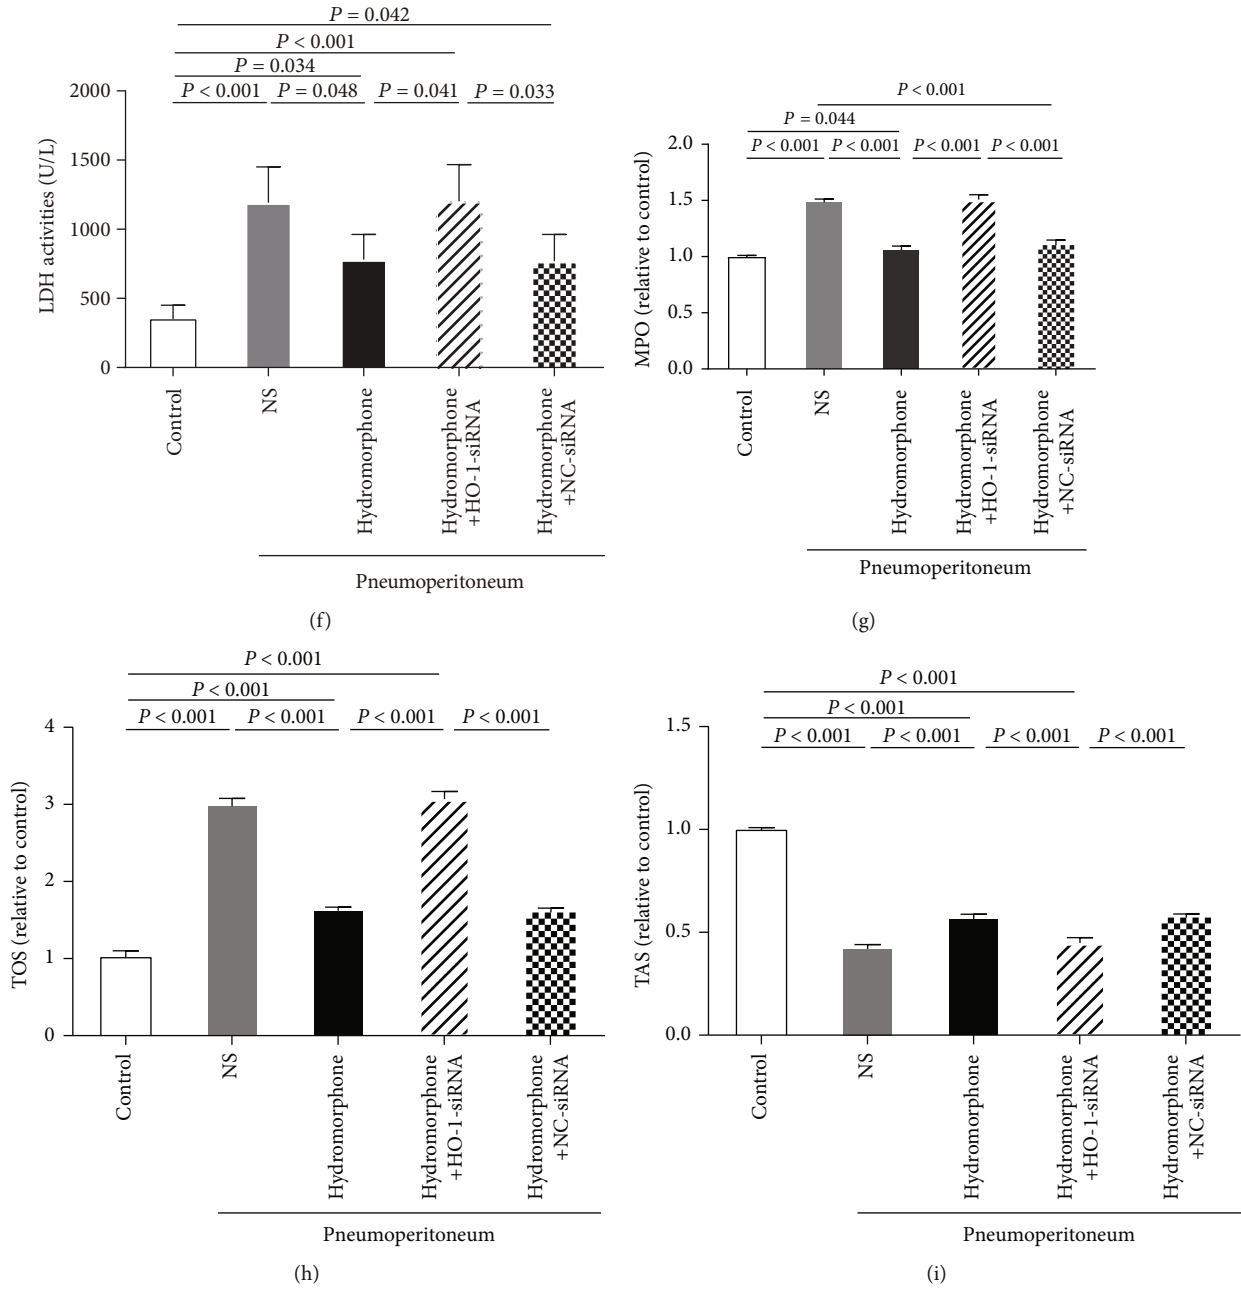 P = 0.042
P < 0.001
P = 0.034
P < 0.001 P = 0.048 P = 0.041 P = 0.033
2000
1500
1000
500
0
LDH activities (U/L)
Control
NS
Hydromorphone
Hydromorphone
+HO-1-siRNA
Hydromorphone
+NC-siRNA
Pneumoperitoneum
(f)
P < 0.001
P = 0.044
P < 0.001 P < 0.001 P < 0.001 P < 0.001
2.0
1.5
1.0
0.5
0.0
MPO (relative to control)
Control
NS
Hydromorphone
Hydromorphone
+HO-1-siRNA
Hydromorphone
+NC-siRNA
Pneumoperitoneum
(g)
P < 0.001
P < 0.001
P < 0.001 P < 0.001 P < 0.001 P < 0.001
4
3
2
1
0
TOS (relative to control)
Control
NS
Hydromorphone
Hydromorphone
+HO-1-siRNA
Hydromorphone
+NC-siRNA
Pneumoperitoneum
(h)
P < 0.001
P < 0.001
P < 0.001 P < 0.001 P < 0.001 P < 0.001
1.5
1.0
0.5
0.0
TAS (relative to control)
Control
NS
Hydromorphone
Hydromorphone
+HO-1-siRNA
Hydromorphone
+NC-siRNA
Pneumoperitoneum
(i)